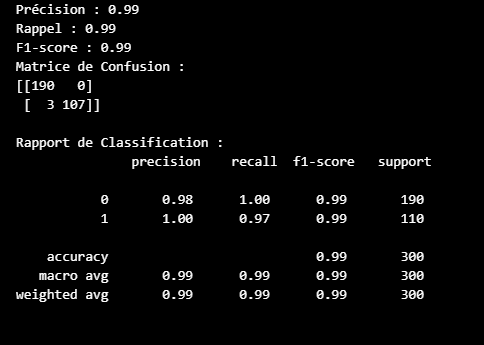 Précision : 0.99
Rappel : 0.99
F1-score : 0.99
Matrice de Confusion :
[[190   0]
 [  3 107]]
Rapport de Classification :
              precision    recall  f1-score   support
           0       0.98      1.00      0.99       190
           1       1.00      0.97      0.99       110
    accuracy                           0.99       300
   macro avg       0.99      0.99      0.99       300
weighted avg       0.99      0.99      0.99       300